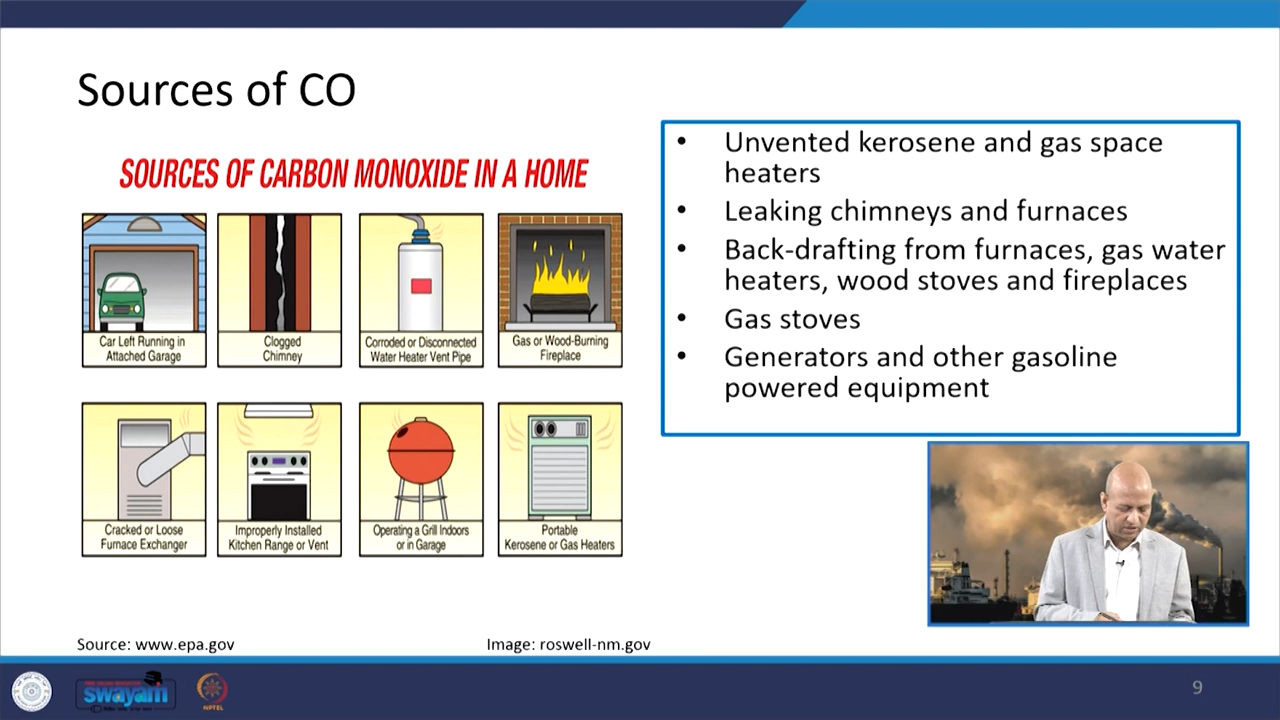 Sources of CO
SOURCES OF CARBON MONOXIDE IN A HOME
Car Left Running in
Attached Garage
Clogged
Chimney
Corroded or Disconnected
Water Heater Vent Pipe
Gas or Wood-Burning
Fireplace
Cracked or Loose
Furnace Exchanger
Improperly Installed
Kitchen Range or Vent
Operating a Grill Indoors
or in Garage
Portable
Kerosene or Gas Heaters
• Unvented kerosene and gas space
heaters
• Leaking chimneys and furnaces
• Back-drafting from furnaces, gas water
heaters, wood stoves and fireplaces
• Gas stoves
• Generators and other gasoline
powered equipment
Source: www.epa.gov
Image: roswell-nm.gov
swayam
NPTEL
9